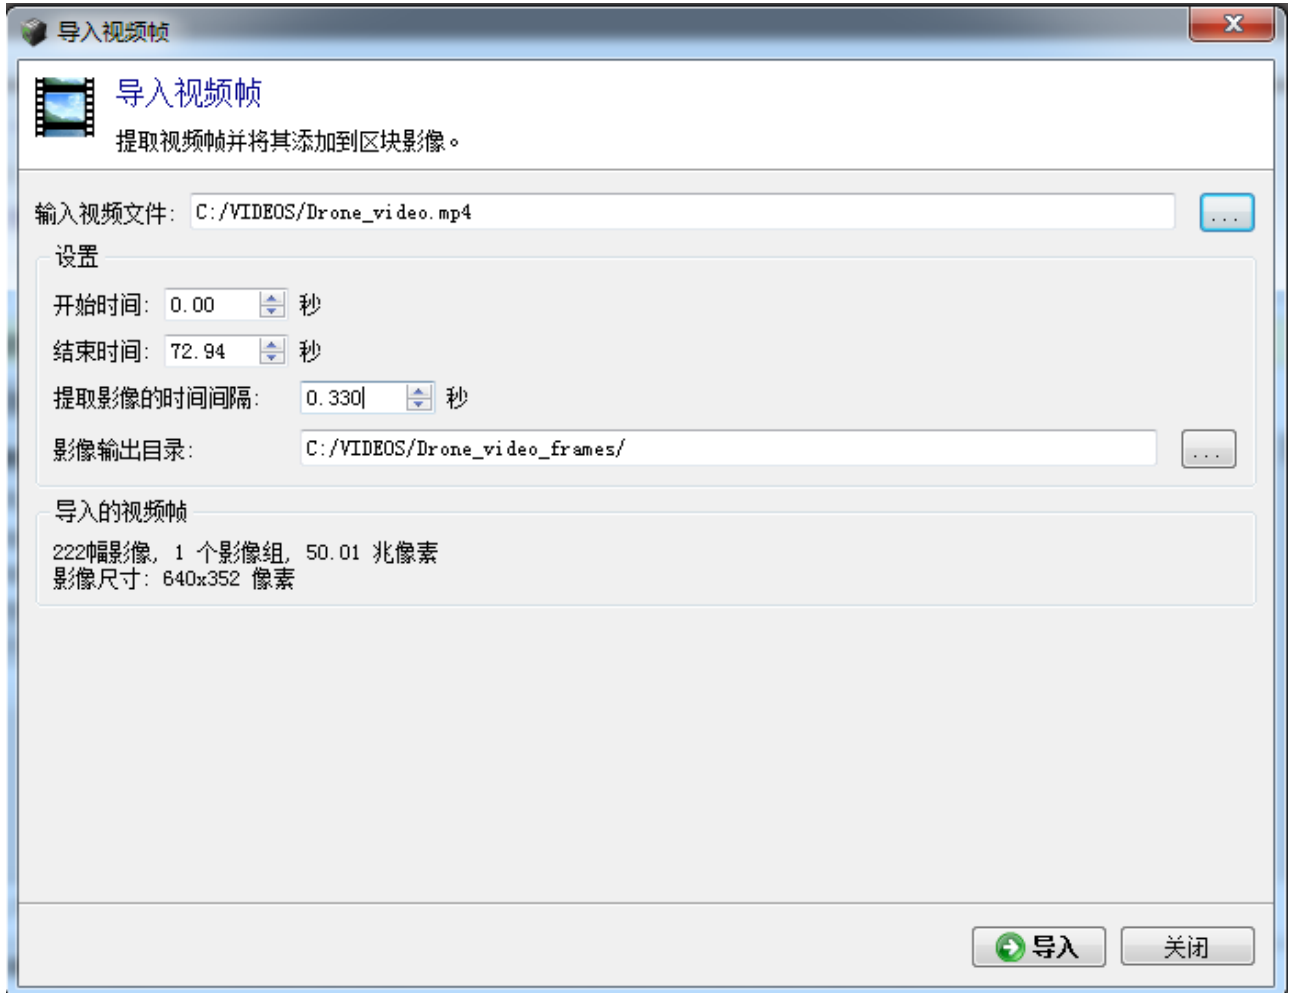 导入视频帧
导入视频帧
提取视频帧并将其添加到区块影像。
输入视频文件: C:/VIDEOS/Drone_video.mp4 ...
设置
开始时间: 0.00 秒
结束时间: 72.94 秒
提取影像的时间间隔: 0.330 秒
影像输出目录: C:/VIDEOS/Drone_video_frames/ ...
导入的视频帧
222幅影像, 1 个影像组, 50.01 兆像素
影像尺寸: 640x352 像素
导入 关闭